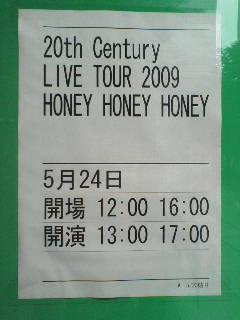 20th Century
LIVE TOUR 2009
HONEY HONEY HONEY
5月24日
開場 12:00 16:00
開演 13:00 17:00